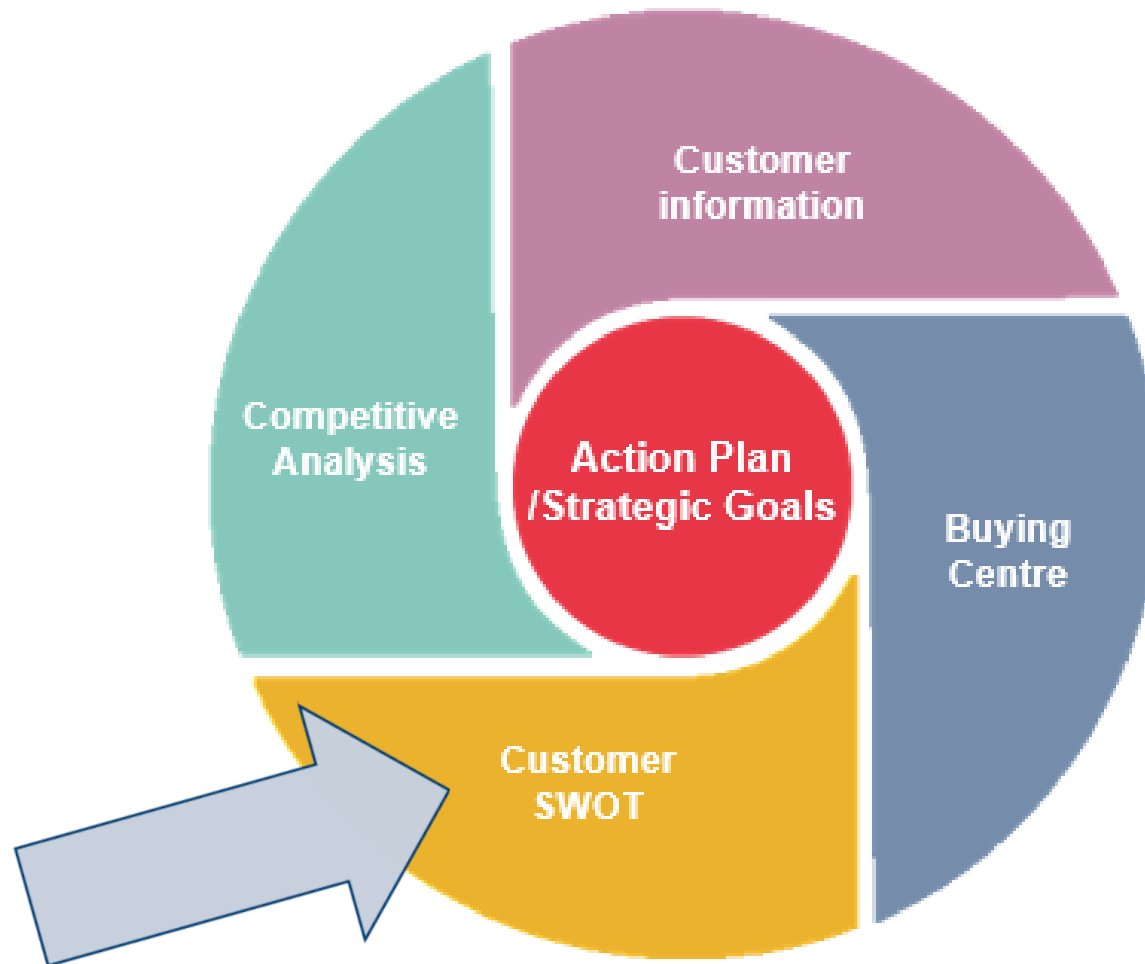 Customer
information
Competitive
Analysis
Action Plan
/Strategic Goals
Buying
Centre
Customer
SWOT